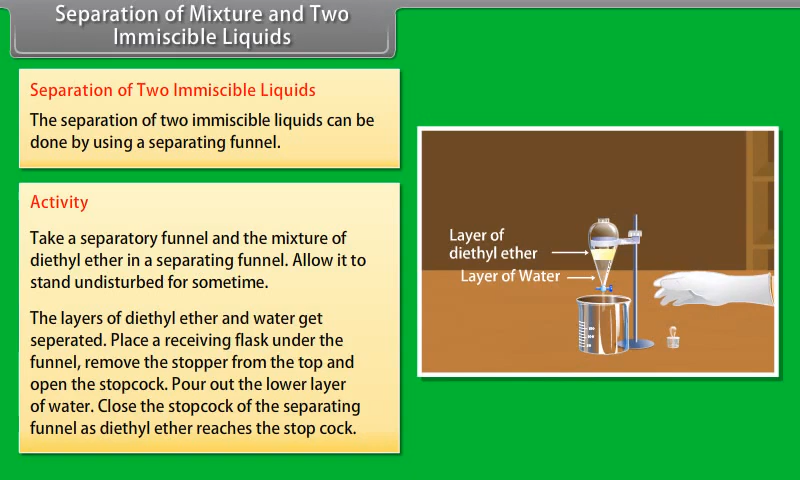 Separation of Mixture and Two
Immiscible Liquids
Separation of Two Immiscible Liquids
The separation of two immiscible liquids can be
done by using a separating funnel.
Activity
Take a separatory funnel and the mixture of
diethyl ether in a separating funnel. Allow it to
stand undisturbed for sometime.
The layers of diethyl ether and water get
seperated. Place a receiving flask under the
funnel, remove the stopper from the top and
open the stopcock. Pour out the lower layer
of water. Close the stopcock of the separating
funnel as diethyl ether reaches the stop cock.
Layer of
diethyl ether
Layer of Water